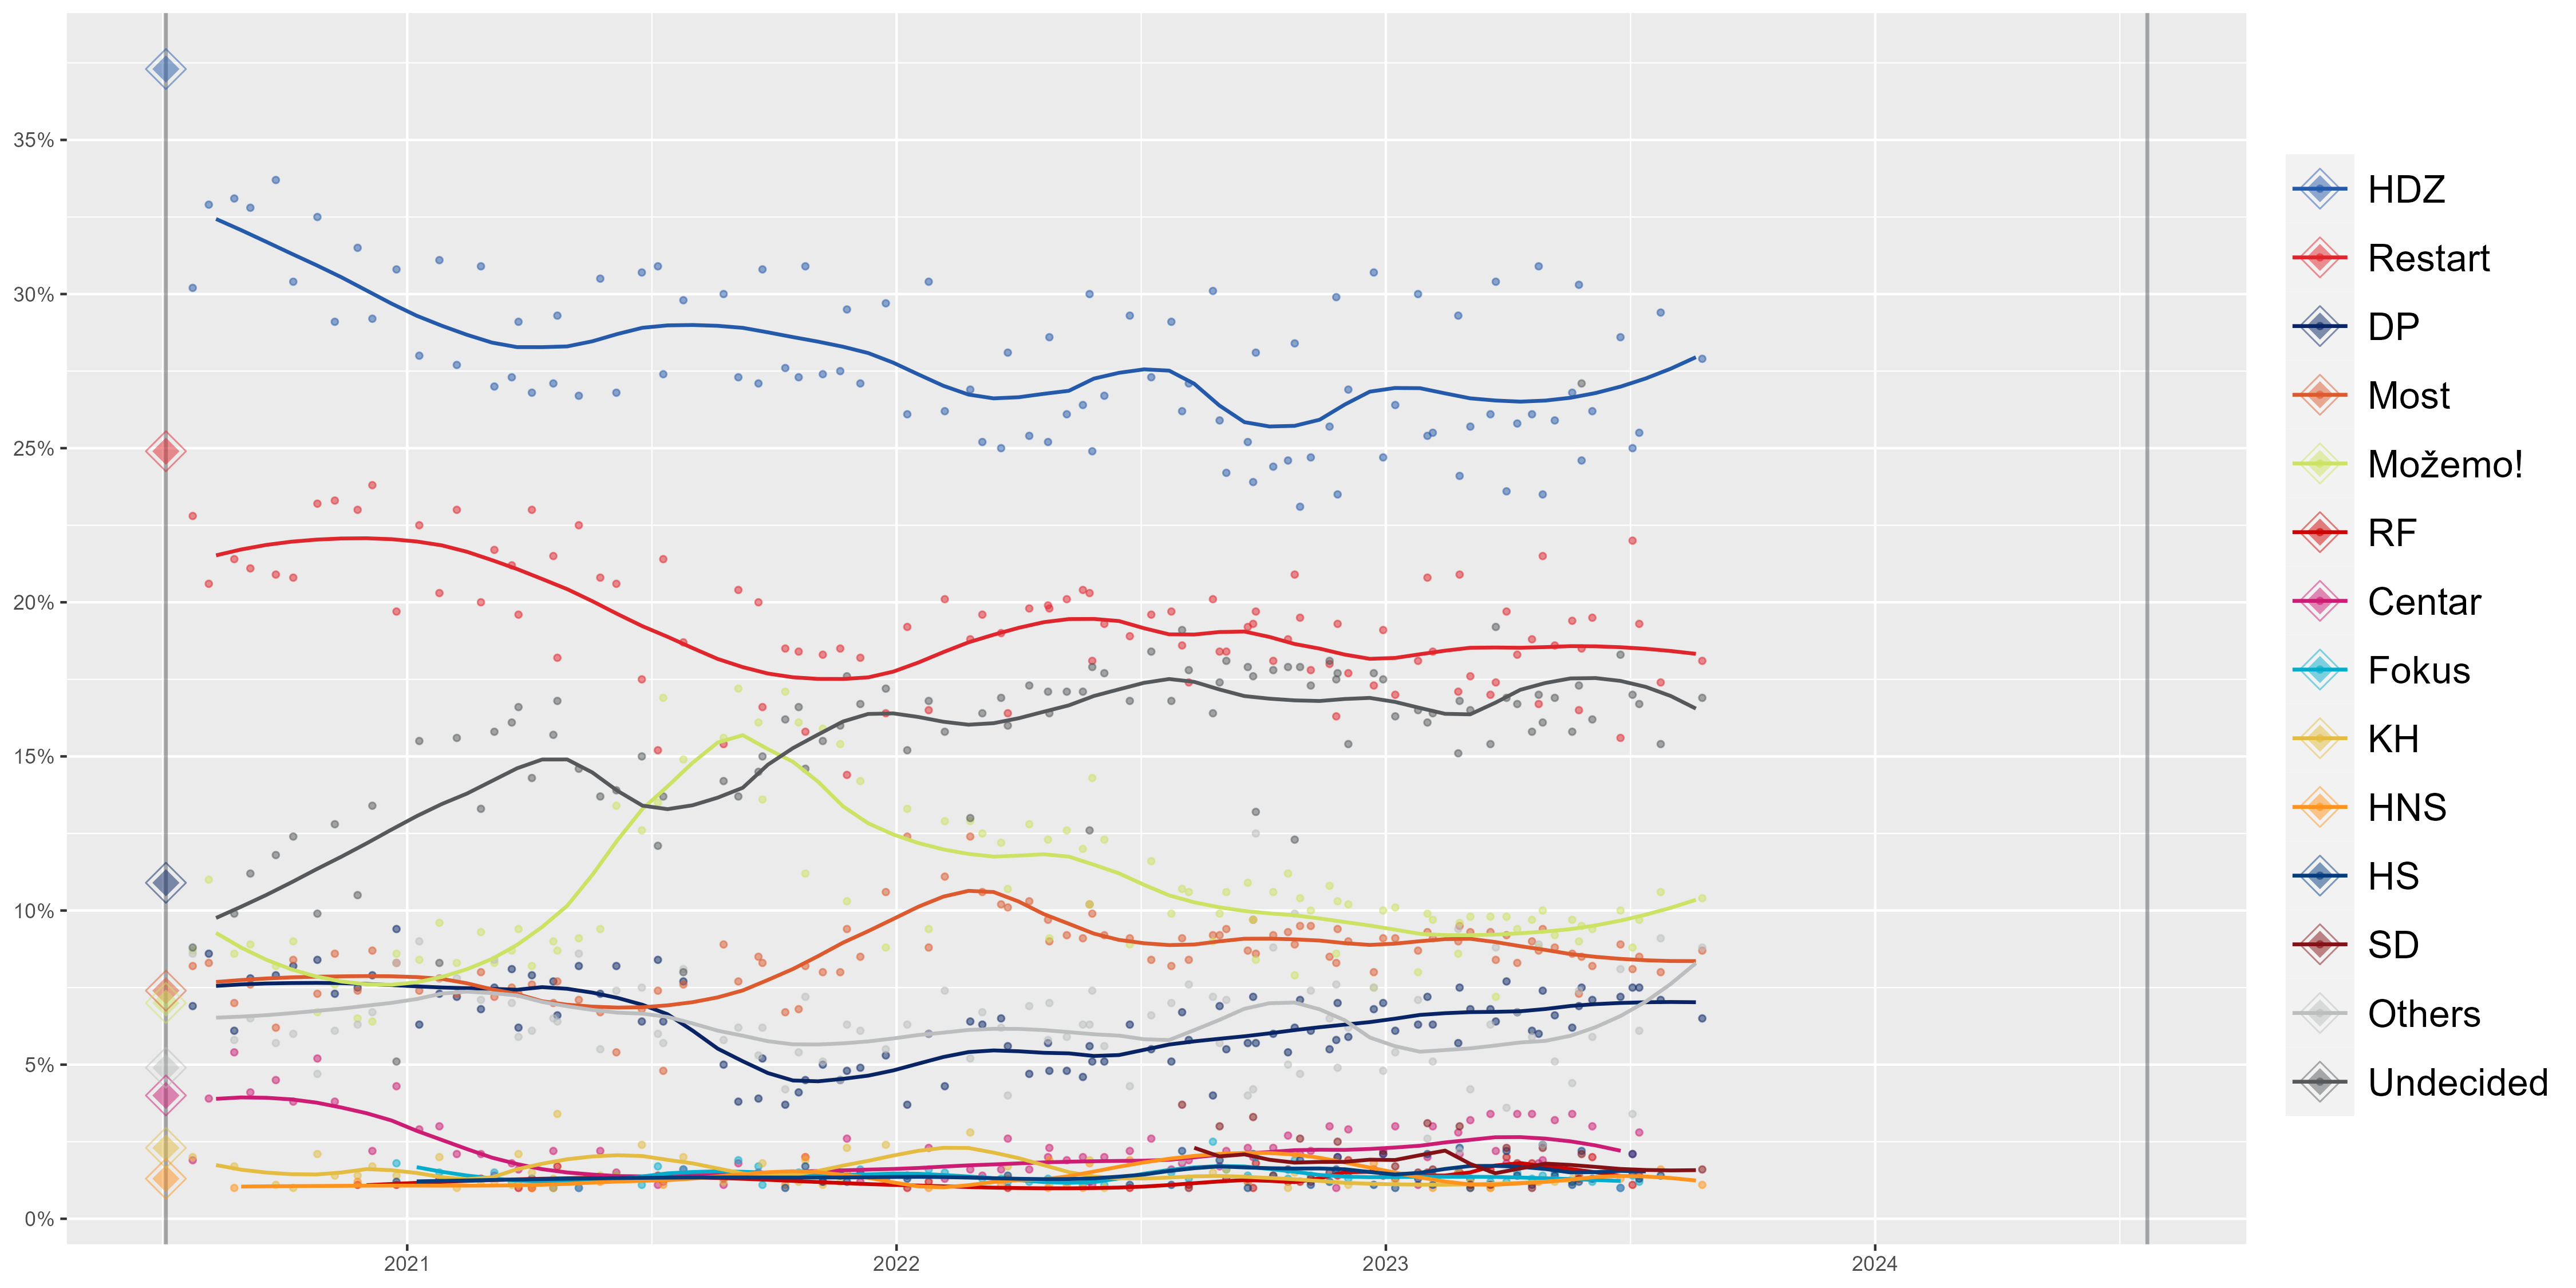 35%
30%
25%
20%
15%
10%
5%
0%
2021
2022
2023
2024
HDZ
Restart
DP
Most
Možemo!
RF
Centar
Fokus
KH
HNS
HS
SD
Others
Undecided